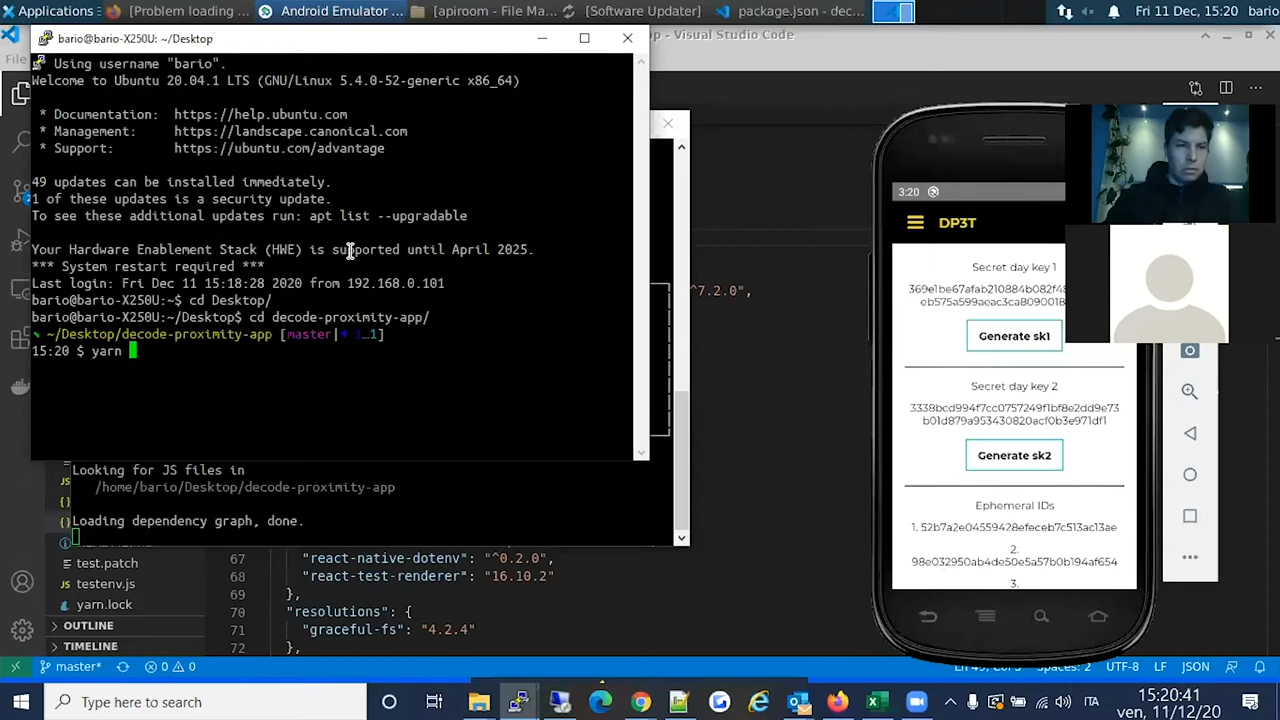 [Problem loading
Android Emulator
[apiroom - File Ma
[Software Updater]
package.json - dec
Fri 11 Dec, 15:20
p - Visual Studio Code
File
bario@bario-X250U: ~/Desktop
Using username "bario".
Welcome to Ubuntu 20.04.1 LTS (GNU/Linux 5.4.0-52-generic x86_64)
* Documentation: https://help.ubuntu.com
* Management: https://landscape.canonical.com
* Support: https://ubuntu.com/advantage
49 updates can be installed immediately.
1 of these updates is a security update.
To see these additional updates run: apt list --upgradable
Your Hardware Enablement Stack (HWE) is supported until April 2025.
*** System restart required ***
Last login: Fri Dec 11 15:18:28 2020 from 192.168.0.101
bario@bario-X250U:~$ cd Desktop/
bario@bario-X250U:~/Desktop$ cd decode-proximity-app/
~/Desktop/decode-proximity-app [master|
15:20 $ yarn
Looking for JS files in
/home/bario/Desktop/decode-proximity-app
Loading dependency graph, done.
^7.2.0",
test.patch
testenv.js
yarn.lock
OUTLINE
TIMELINE
67 "react-native-dotenv": "^0.2.0",
68 "react-test-renderer": "16.10.2"
69 },
70 "resolutions": {
71 "graceful-fs": "4.2.4"
72 },
3:20
DP3T
Secret day key 1
369e1be67afab210884b082f48
eb575a599aeac3ca8090018
Generate sk1
Secret day key 2
3338bcd994f7cc0757249f1bf8e2dd9e73
b01d879a953430820acf0b3e971df1
Generate sk2
Ephemeral IDs
1. 52b7a2e04559428efeceb7c513ac13ae
2.
98e032950ab4de50e5a57b0b194af654
3.
master*
0
0
Spaces: 2
UTF-8
LF
JSON
Type here to search
ITA
15:20:41
ven, 11/12/20